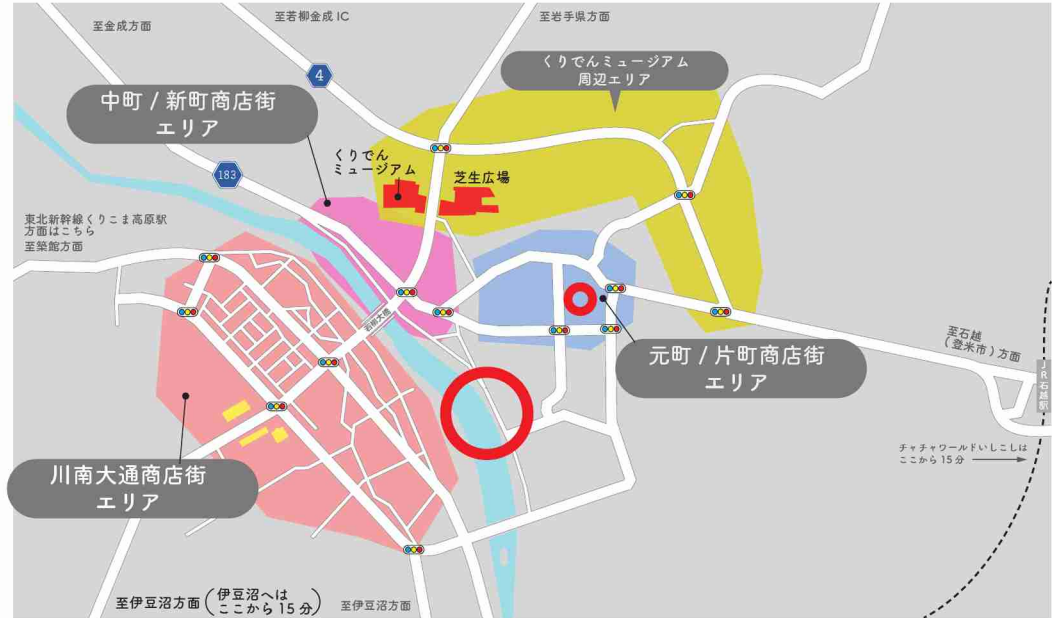 至金成方面
至若柳金成IC
至岩手県方面
4
くりでんミュージアム
周辺エリア
中町 / 新町商店街
エリア
くりでん
ミュージアム
芝生広場
183
東北新幹線くりこま高原駅
方面はこちら
至築館方面
若柳大橋
元町 / 片町商店街
エリア
至石越
(登米市)方面
JR石越駅
チャチャワールドいしこしは
ここから15分
川南大通商店街
エリア
至伊豆沼方面(伊豆沼へは
ここから15分)
至伊豆沼方面